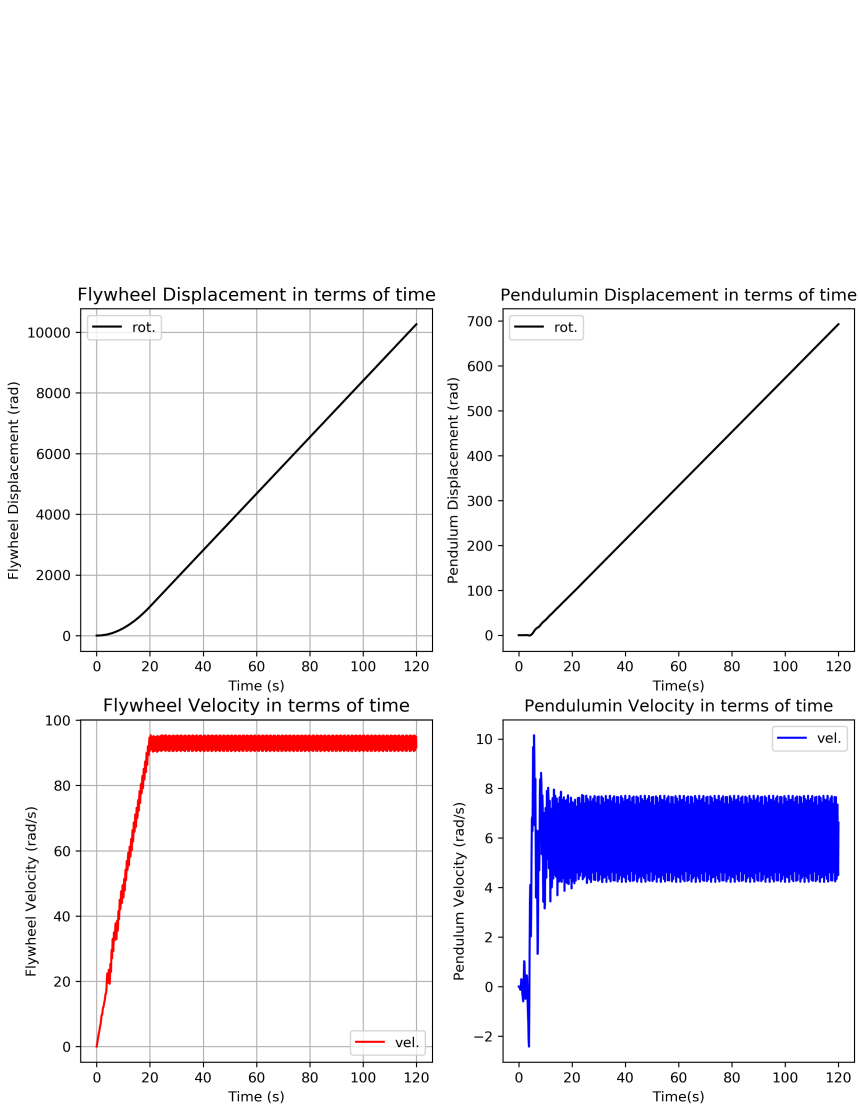 Flywheel Displacement in terms of time
rot.
10000
8000
6000
4000
2000
0
Flywheel Displacement (rad)
0 20 40 60 80 100 120
Time (s)
Pendulumin Displacement in terms of time
rot.
700
600
500
400
300
200
100
0
Pendulum Displacement (rad)
0 20 40 60 80 100 120
Time(s)
Flywheel Velocity in terms of time
100
80
60
40
20
0
Flywheel Velocity (rad/s)
vel.
0 20 40 60 80 100 120
Time (s)
Pendulumin Velocity in terms of time
vel.
10
8
6
4
2
0
−2
Pendulum Velocity (rad/s)
0 20 40 60 80 100 120
Time(s)